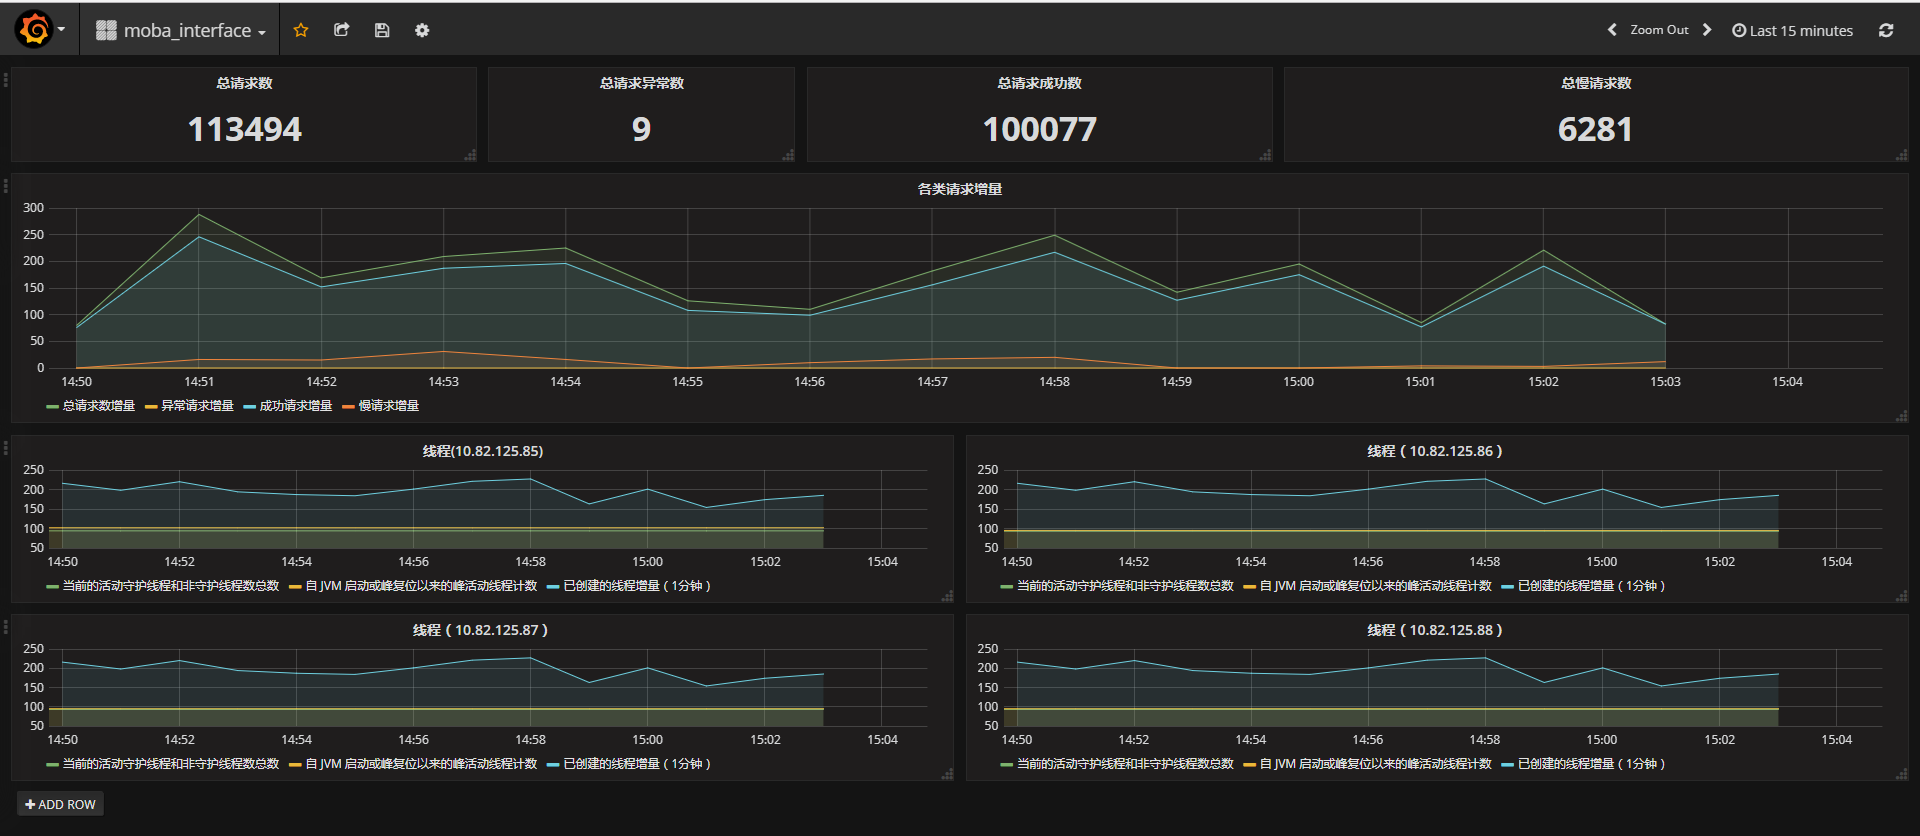 moba_interface
Zoom Out
Last 15 minutes
总请求数
113494
总请求异常数
9
总请求成功数
100077
总慢请求数
6281
各类请求增量
300
250
200
150
100
50
0
14:50 14:51 14:52 14:53 14:54 14:55 14:56 14:57 14:58 14:59 15:00 15:01 15:02 15:03 15:04
总请求数增量 异常请求增量 成功请求增量 慢请求增量
线程(10.82.125.85)
250
200
150
100
50
14:50 14:52 14:54 14:56 14:58 15:00 15:02 15:04
当前的活动守护线程和非守护线程数总数 自 JVM 启动或峰复位以来的峰活动线程计数 已创建的线程增量（1分钟）
线程（10.82.125.86）
250
200
150
100
50
14:50 14:52 14:54 14:56 14:58 15:00 15:02 15:04
当前的活动守护线程和非守护线程数总数 自 JVM 启动或峰复位以来的峰活动线程计数 已创建的线程增量（1分钟）
线程（10.82.125.87）
250
200
150
100
50
14:50 14:52 14:54 14:56 14:58 15:00 15:02 15:04
当前的活动守护线程和非守护线程数总数 自 JVM 启动或峰复位以来的峰活动线程计数 已创建的线程增量（1分钟）
线程（10.82.125.88）
250
200
150
100
50
14:50 14:52 14:54 14:56 14:58 15:00 15:02 15:04
当前的活动守护线程和非守护线程数总数 自 JVM 启动或峰复位以来的峰活动线程计数 已创建的线程增量（1分钟）
ADD ROW